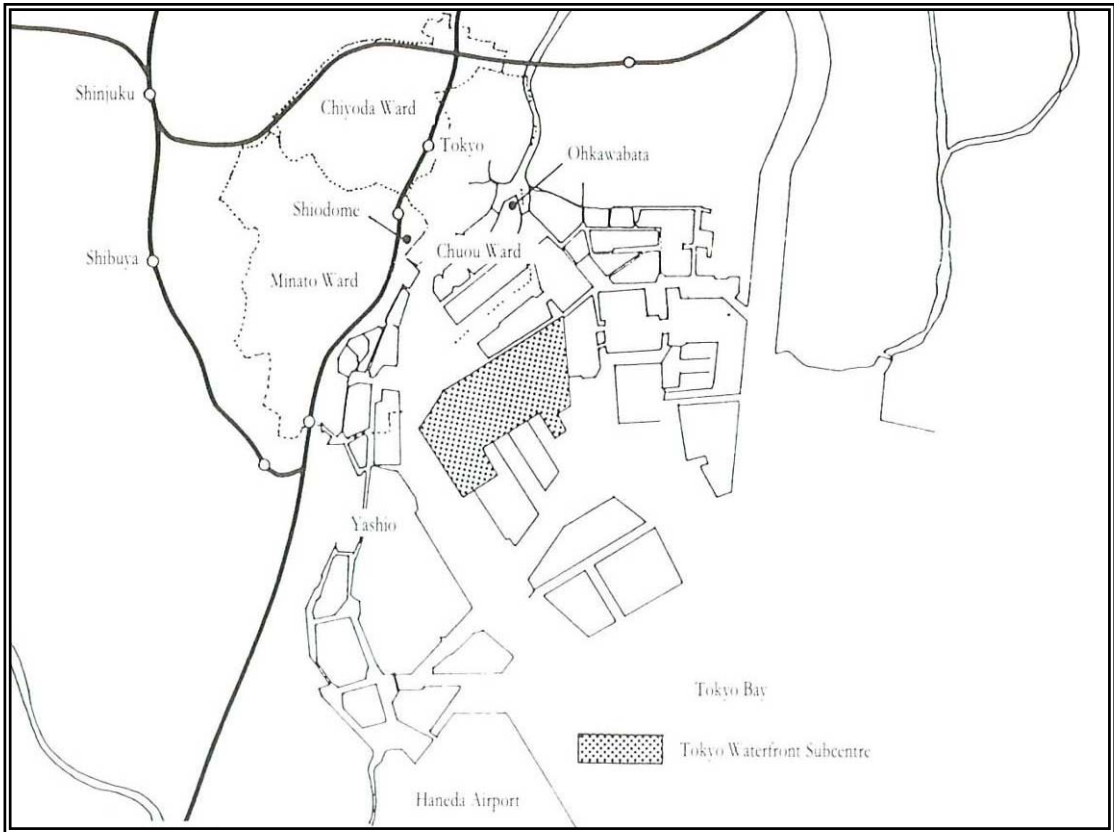 Shinjuku
Chiyoda Ward
Tokyo
Ohkawabata
Shiodome
Chuou Ward
Shibuya
Minato Ward
Yashio
Tokyo Bay
Tokyo Waterfront Subcentre
Haneda Airport